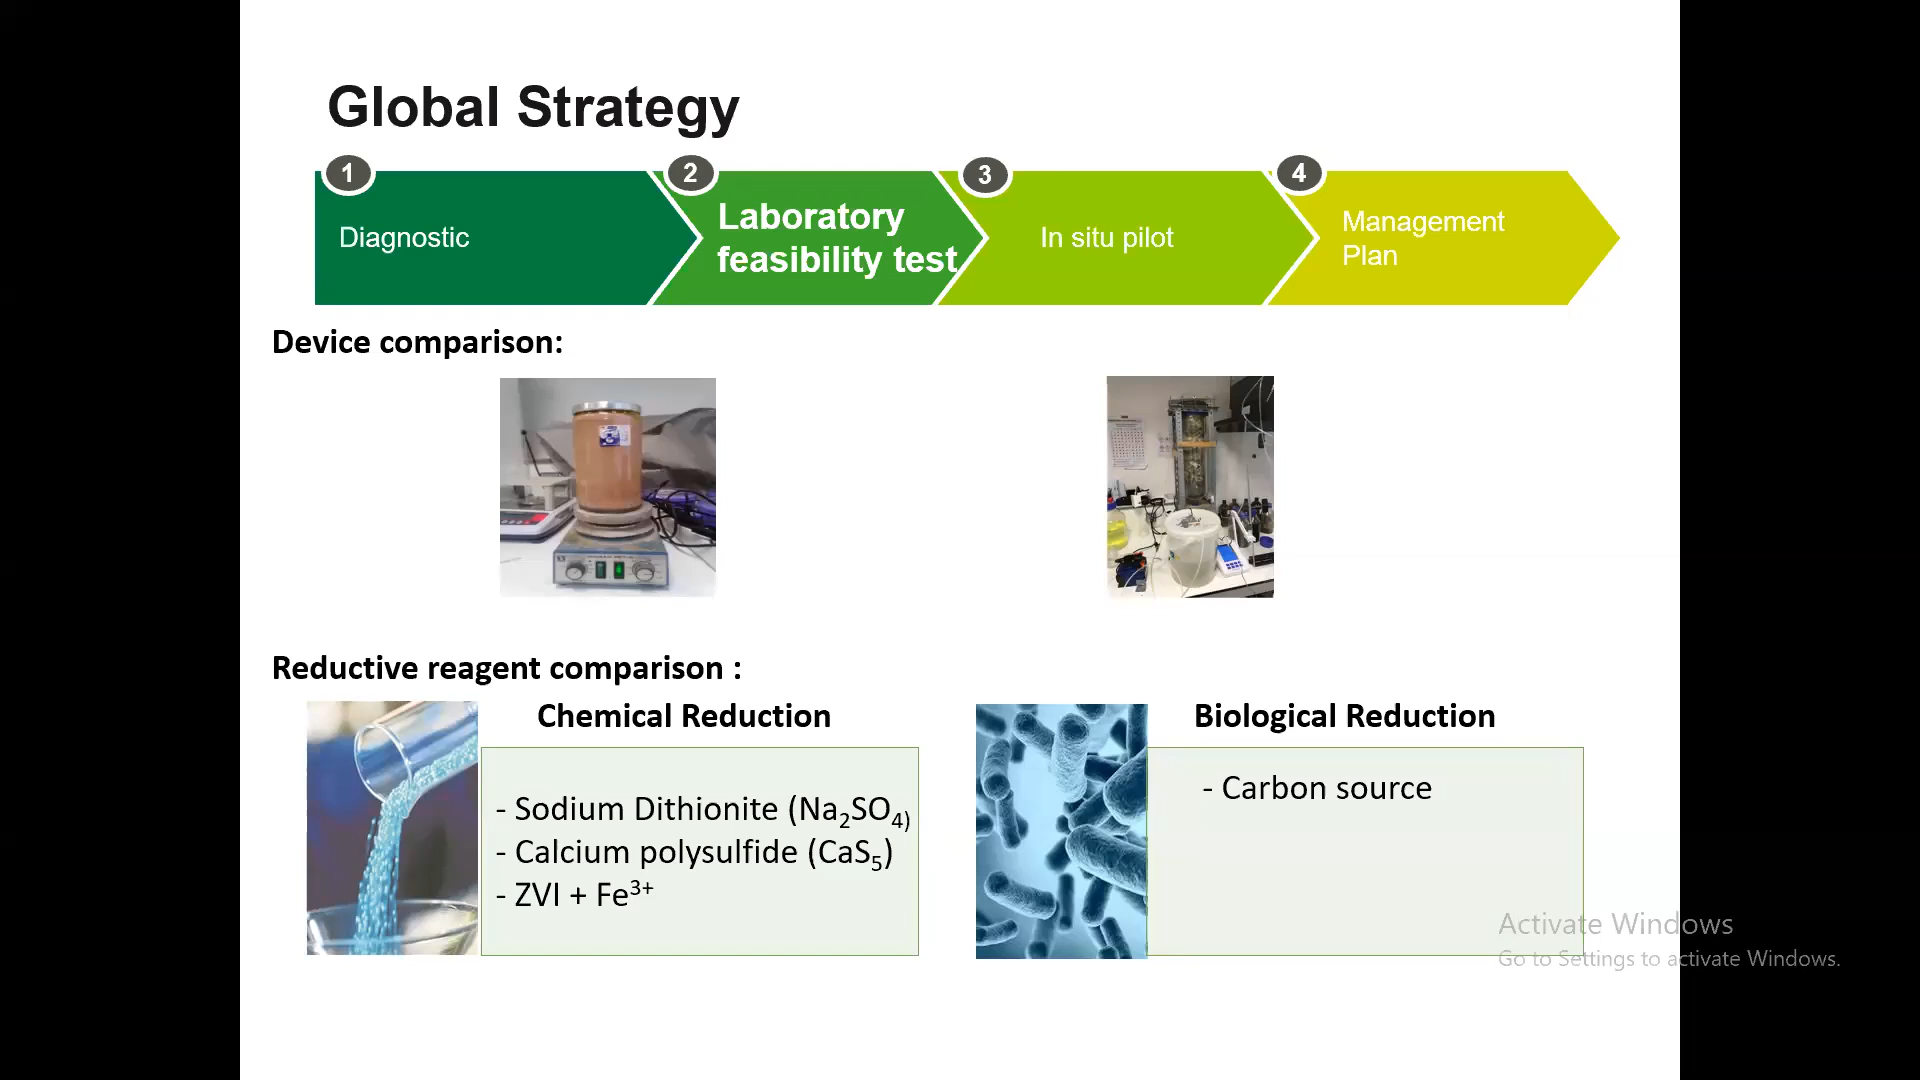 Global Strategy
1
2
3
4
Diagnostic
Laboratory
feasibility test
In situ pilot
Management
Plan
Device comparison:
Reductive reagent comparison :
Chemical Reduction
- Sodium Dithionite (Na₂SO₄)
- Calcium polysulfide (CaS₅)
- ZVI + Fe³⁺
Biological Reduction
- Carbon source
Activate Windows
Go to Settings to activate Windows.